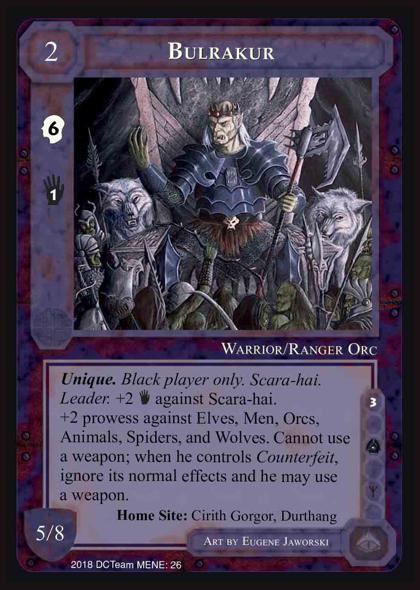 2
BULRAKUR
6
1
WARRIOR/RANGER ORC
Unique. Black player only. Scara-hai.
Leader. +2 against Scara-hai.
+2 prowess against Elves, Men, Orcs,
Animals, Spiders, and Wolves. Cannot use
a weapon; when he controls Counterfeit,
ignore its normal effects and he may use
a weapon.
Home Site: Cirith Gorgor, Durthang
3
5/8
ART BY EUGENE JAWORSKI
2018 DCTeam MENE: 26